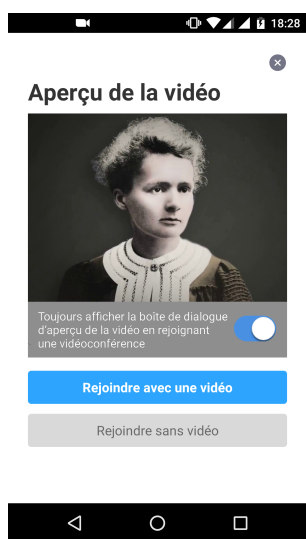 18:28
Aperçu de la vidéo
Toujours afficher la boîte de dialogue
d'aperçu de la vidéo en rejoignant
une vidéoconférence
Rejoindre avec une vidéo
Rejoindre sans vidéo